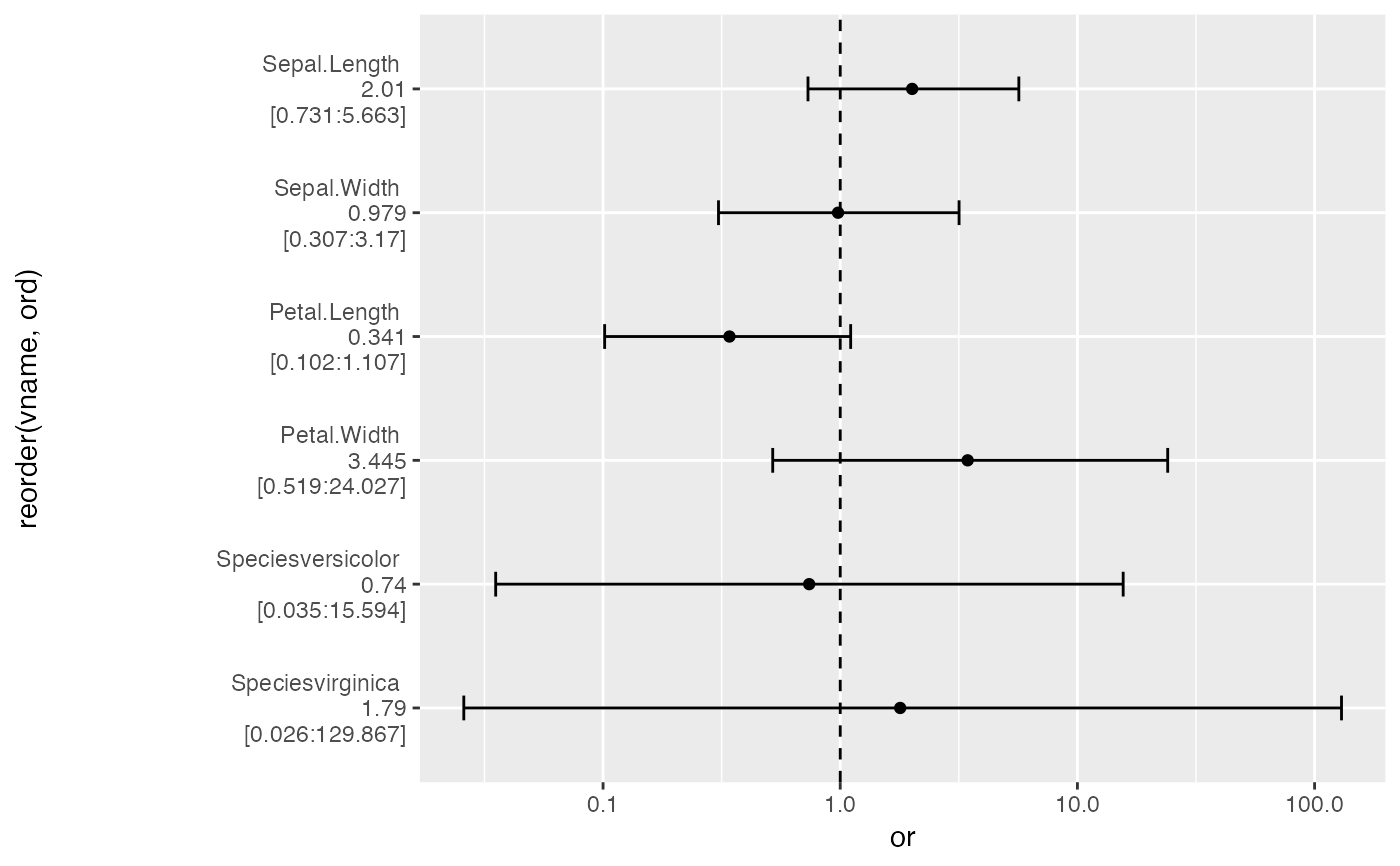 reorder(vname, ord)
Sepal.Length
2.01
[0.731:5.663]
Sepal.Width
0.979
[0.307:3.17]
Petal.Length
0.341
[0.102:1.107]
Petal.Width
3.445
[0.519:24.027]
Speciesversicolor
0.74
[0.035:15.594]
Speciesvirginica
1.79
[0.026:129.867]
0.1 1.0 10.0 100.0
or